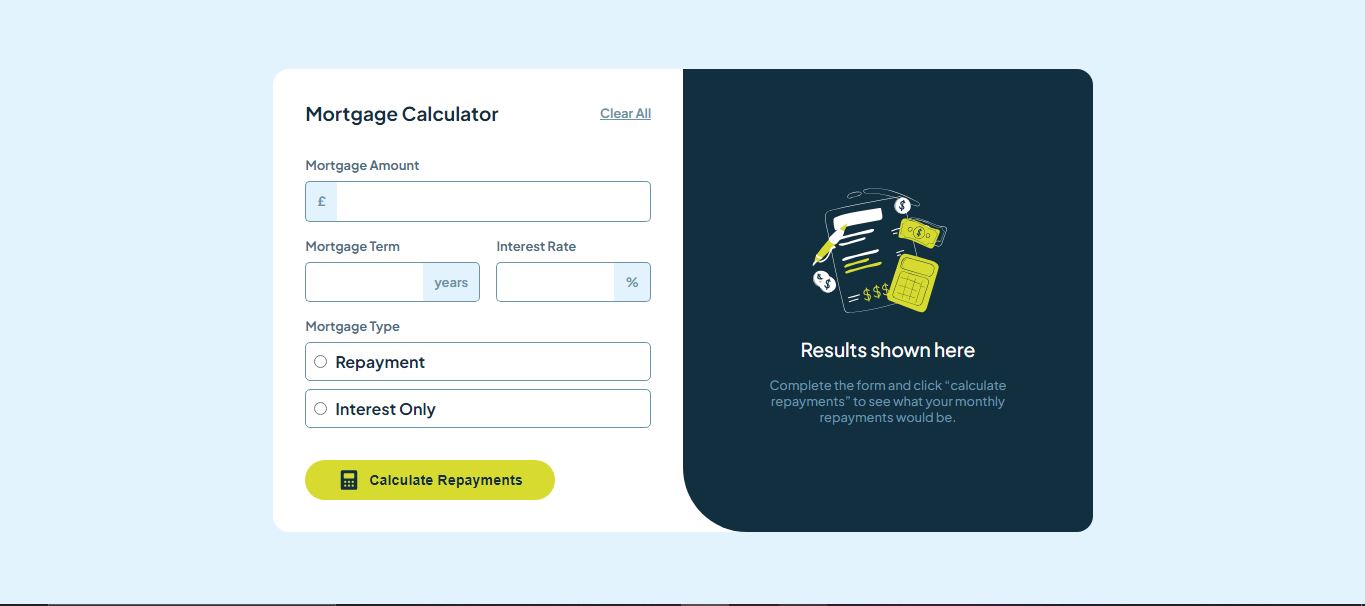 Mortgage Calculator
Clear All
Mortgage Amount
£
Mortgage Term
Interest Rate
years
%
Mortgage Type
Repayment
Interest Only
Calculate Repayments
$
$
$
$
$$$
Results shown here
Complete the form and click “calculate
repayments” to see what your monthly
repayments would be.